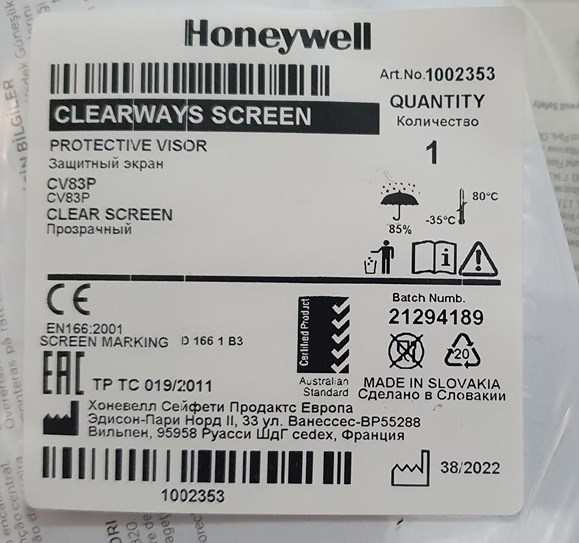 Honeywell
Art.No.1002353
CLEARWAYS SCREEN
QUANTITY
Количество
1
PROTECTIVE VISOR
Защитный экран
CV83P
CV83P
CLEAR SCREEN
Прозрачный
85%
-35°C
80°C
CE
EN166:2001
SCREEN MARKING D 166 1 B3
EAC TP TC 019/2011
Certified Product
Australian
Standard
Batch Numb.
21294189
20
MADE IN SLOVAKIA
Сделано в Словакии
Хоневелл Сейфети Продактс Европа
Эдисон-Пари Норд II, 33 ул. Ванессес-BP55288
Вильпен, 95958 Руасси ШдГ cedex, Франция
1002353
38/2022